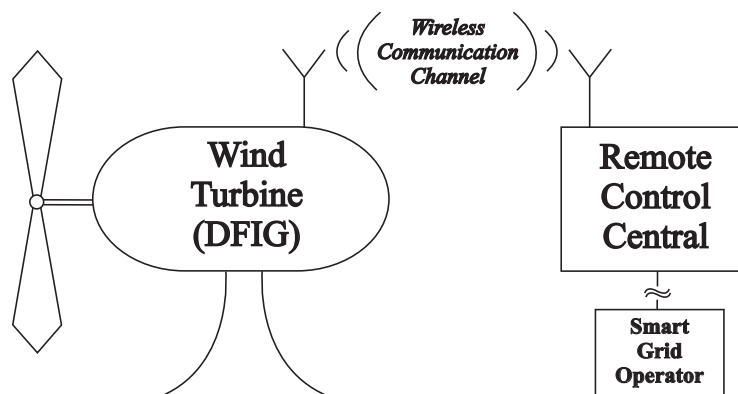 Wireless
Communication
Channel
Wind
Turbine
(DFIG)
Remote
Control
Central
Smart
Grid
Operator